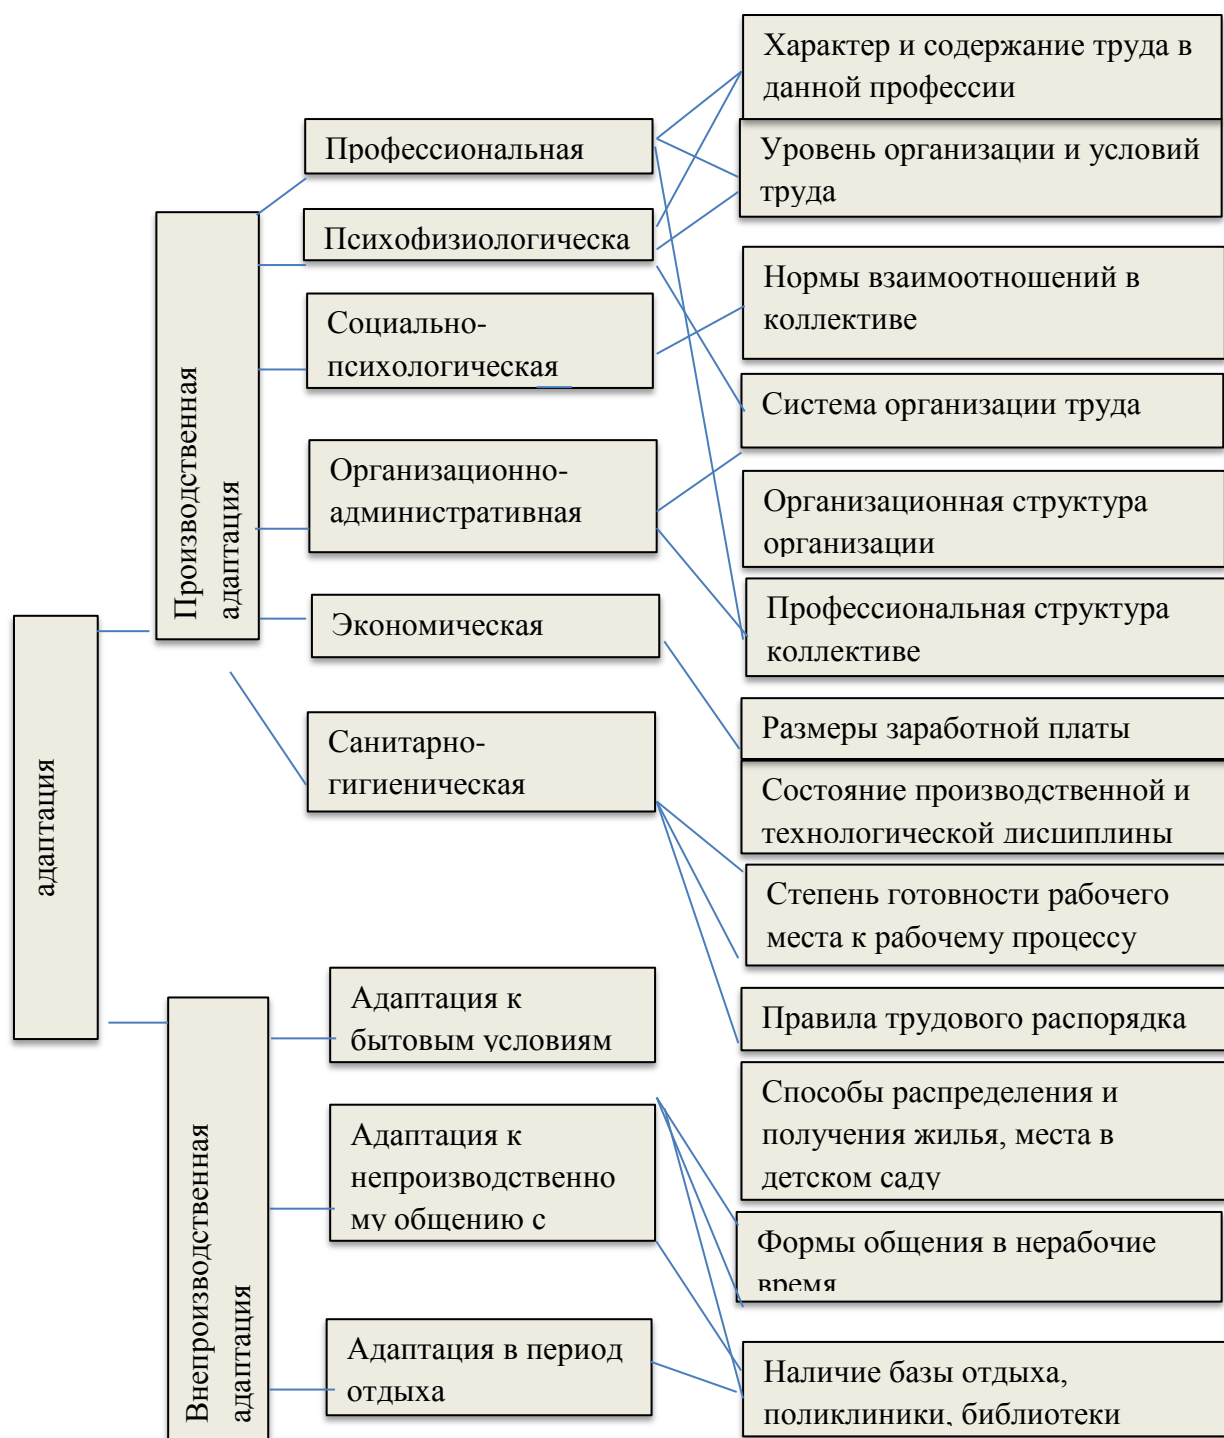 адаптация
Производственная
адаптация
Внепроизводственная
адаптация
Профессиональная
Психофизиологическа
Социально-
психологическая
Организационно-
административная
Экономическая
Санитарно-
гигиеническая
Адаптация к
бытовым условиям
Адаптация к
непроизводственно
му общению с
Адаптация в период
отдыха
Характер и содержание труда в
данной профессии
Уровень организации и условий
труда
Нормы взаимоотношений в
коллективе
Система организации труда
Организационная структура
организации
Профессиональная структура
коллективе
Размеры заработной платы
Состояние производственной и
технологической дисциплины
Степень готовности рабочего
места к рабочему процессу
Правила трудового распорядка
Способы распределения и
получения жилья, места в
детском саду
Формы общения в нерабочие
время
Наличие базы отдыха,
поликлиники, библиотеки